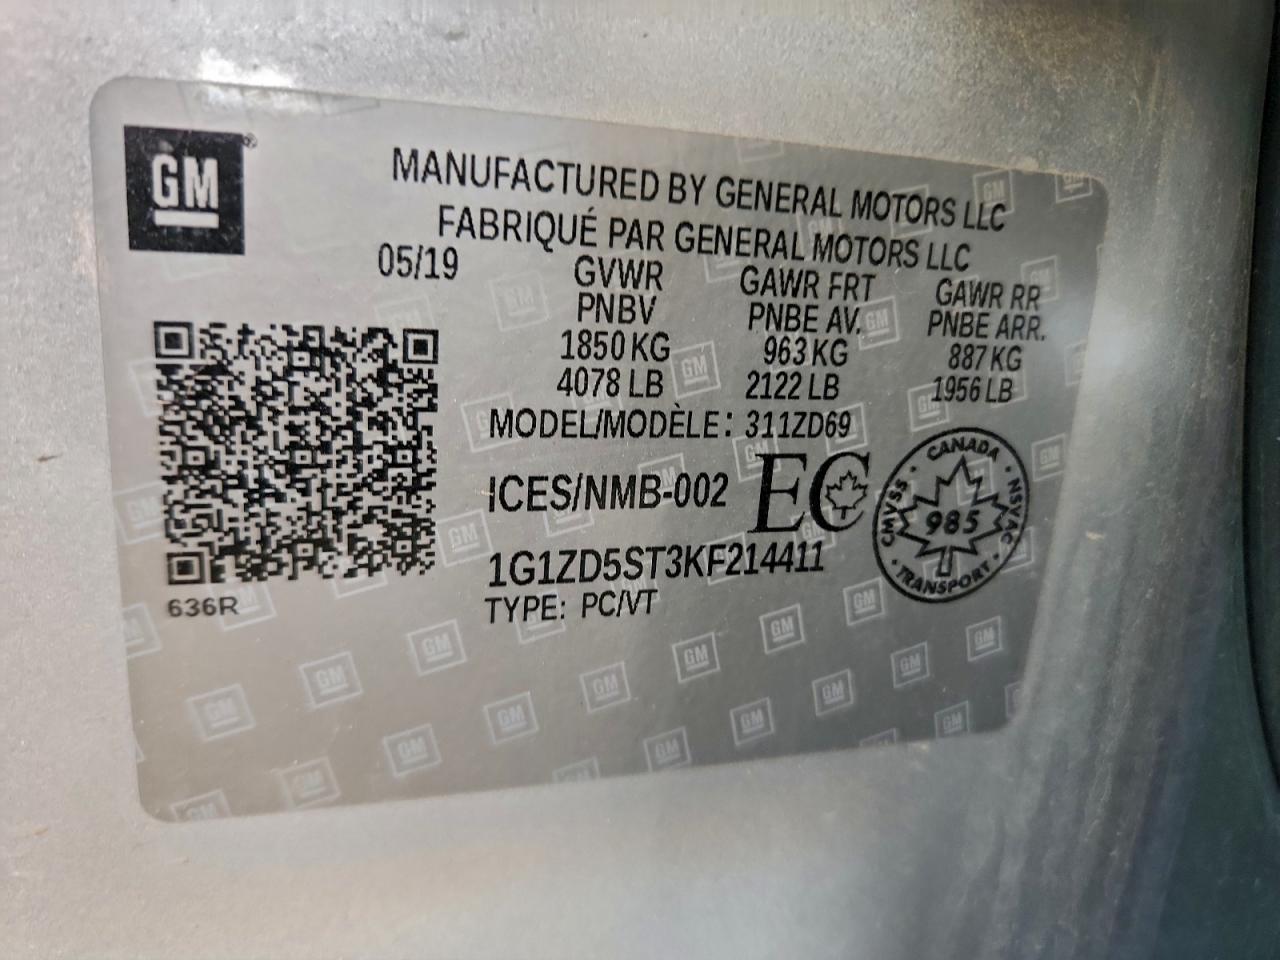 GM
MANUFACTURED BY GENERAL MOTORS LLC
FABRIQUÉ PAR GENERAL MOTORS LLC
05/19 GVWR GAWR FRT GAWR RR
PNBV PNBE AV. PNBE ARR.
1850 KG 963 KG 887 KG
4078 LB 2122 LB 1956 LB
MODEL/MODÈLE: 311ZD69
ICES/NMB-002 EC
CANADA
CMVSS 985 NSVAC
TRANSPORT
1G1ZD5ST3KF214411
636R TYPE: PC/VT